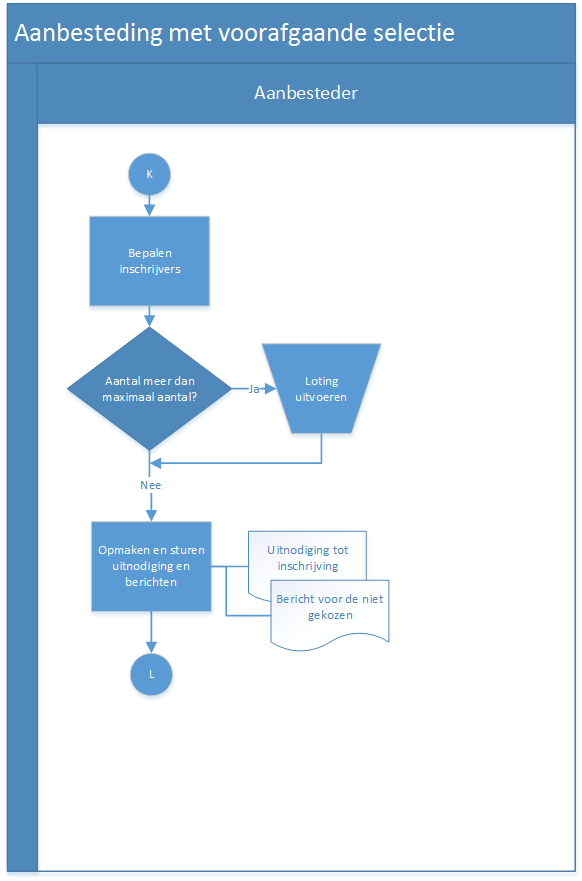 Aanbesteding met voorafgaande selectie
Aanbesteder
K
Bepalen
inschrijvers
Aantal meer dan
maximaal aantal?
Ja
Loting
uitvoeren
Nee
Opmaken en sturen
uitnodiging en
berichten
Uitnodiging tot
inschrijving
Bericht voor de niet
gekozen
L